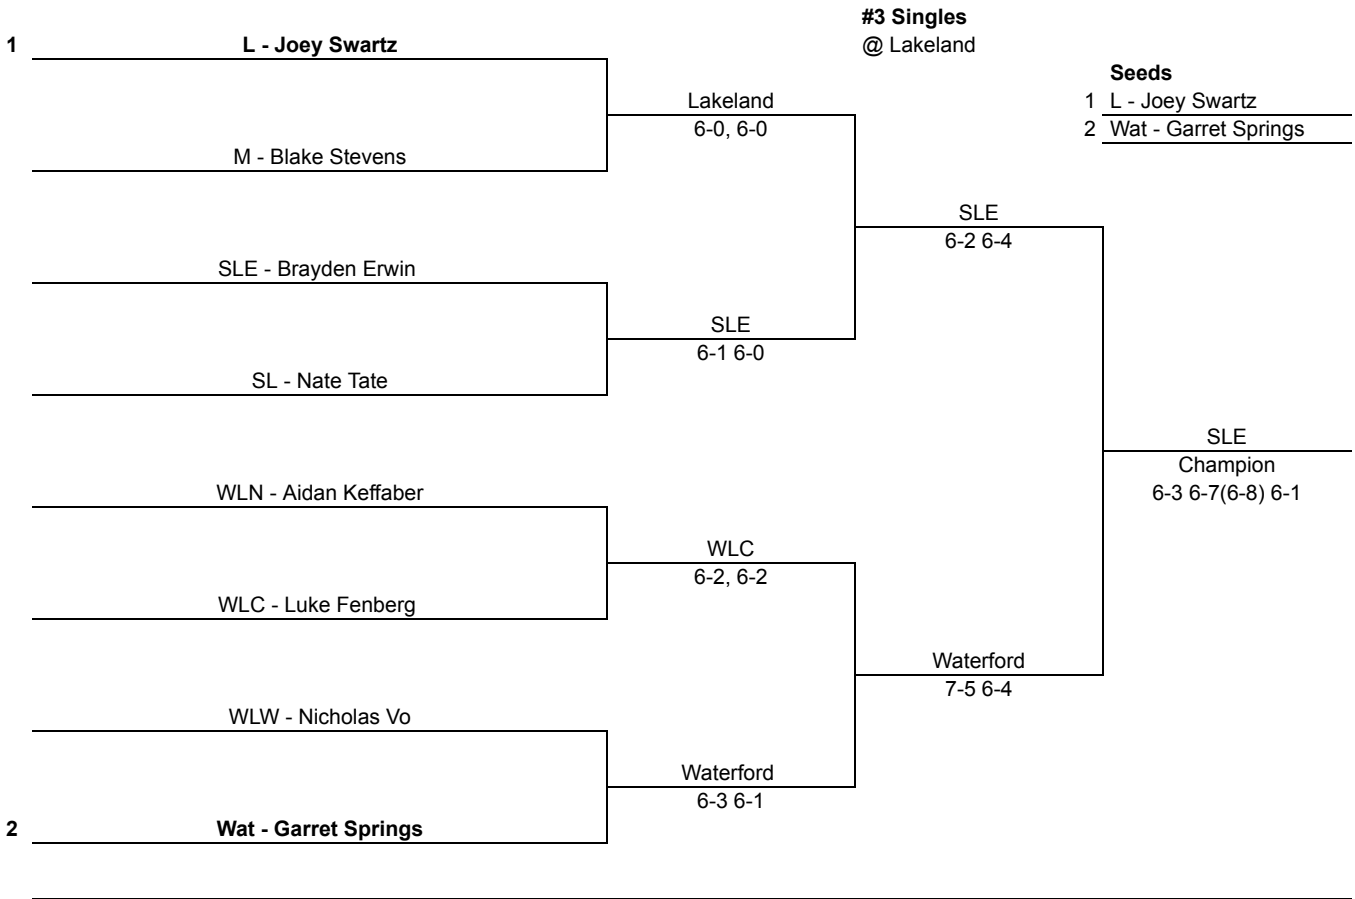 #3 Singles
1 L - Joey Swartz @ Lakeland
Seeds
Lakeland 1 L - Joey Swartz
6-0, 6-0 2 Wat - Garret Springs
M - Blake Stevens
SLE
6-2 6-4
SLE - Brayden Erwin
SLE
6-1 6-0
SL - Nate Tate
SLE
Champion
WLN - Aidan Keffaber 6-3 6-7(6-8) 6-1
WLC
6-2, 6-2
WLC - Luke Fenberg
Waterford
7-5 6-4
WLW - Nicholas Vo
Waterford
6-3 6-1
2 Wat - Garret Springs